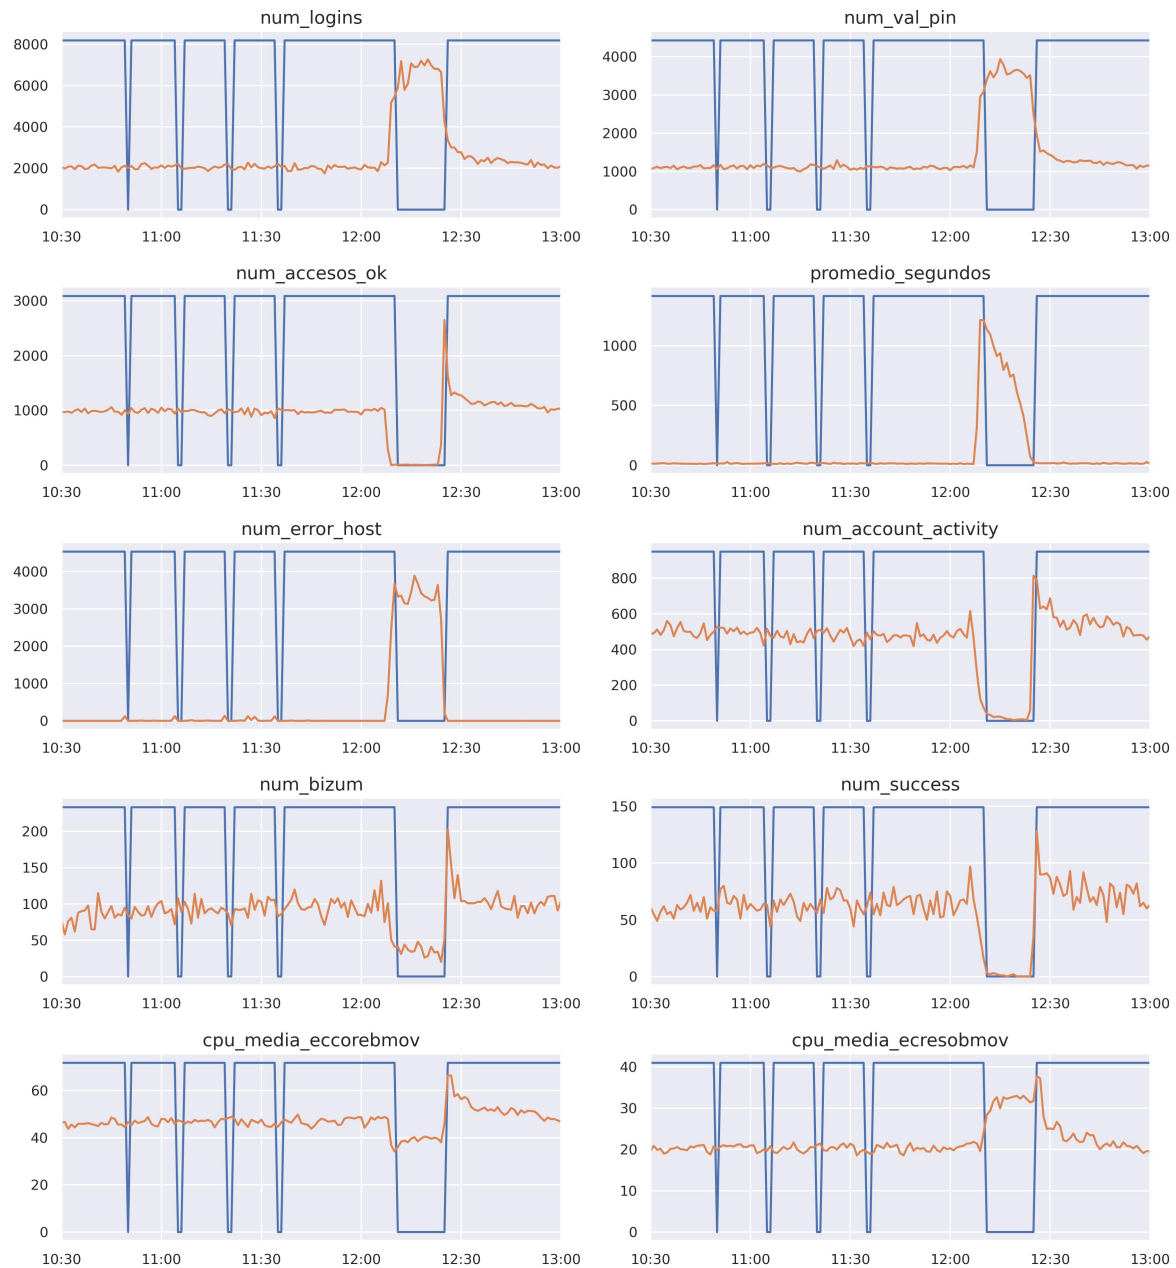 num_logins
8000
6000
4000
2000
0
10:30 11:00 11:30 12:00 12:30 13:00
num_val_pin
4000
3000
2000
1000
0
10:30 11:00 11:30 12:00 12:30 13:00
num_accesos_ok
3000
2000
1000
0
10:30 11:00 11:30 12:00 12:30 13:00
promedio_segundos
1000
500
0
10:30 11:00 11:30 12:00 12:30 13:00
num_error_host
4000
3000
2000
1000
0
10:30 11:00 11:30 12:00 12:30 13:00
num_account_activity
800
600
400
200
0
10:30 11:00 11:30 12:00 12:30 13:00
num_bizum
200
150
100
50
0
10:30 11:00 11:30 12:00 12:30 13:00
num_success
150
100
50
0
10:30 11:00 11:30 12:00 12:30 13:00
cpu_media_eccorebmov
60
40
20
0
10:30 11:00 11:30 12:00 12:30 13:00
cpu_media_ecresobmov
40
30
20
10
0
10:30 11:00 11:30 12:00 12:30 13:00